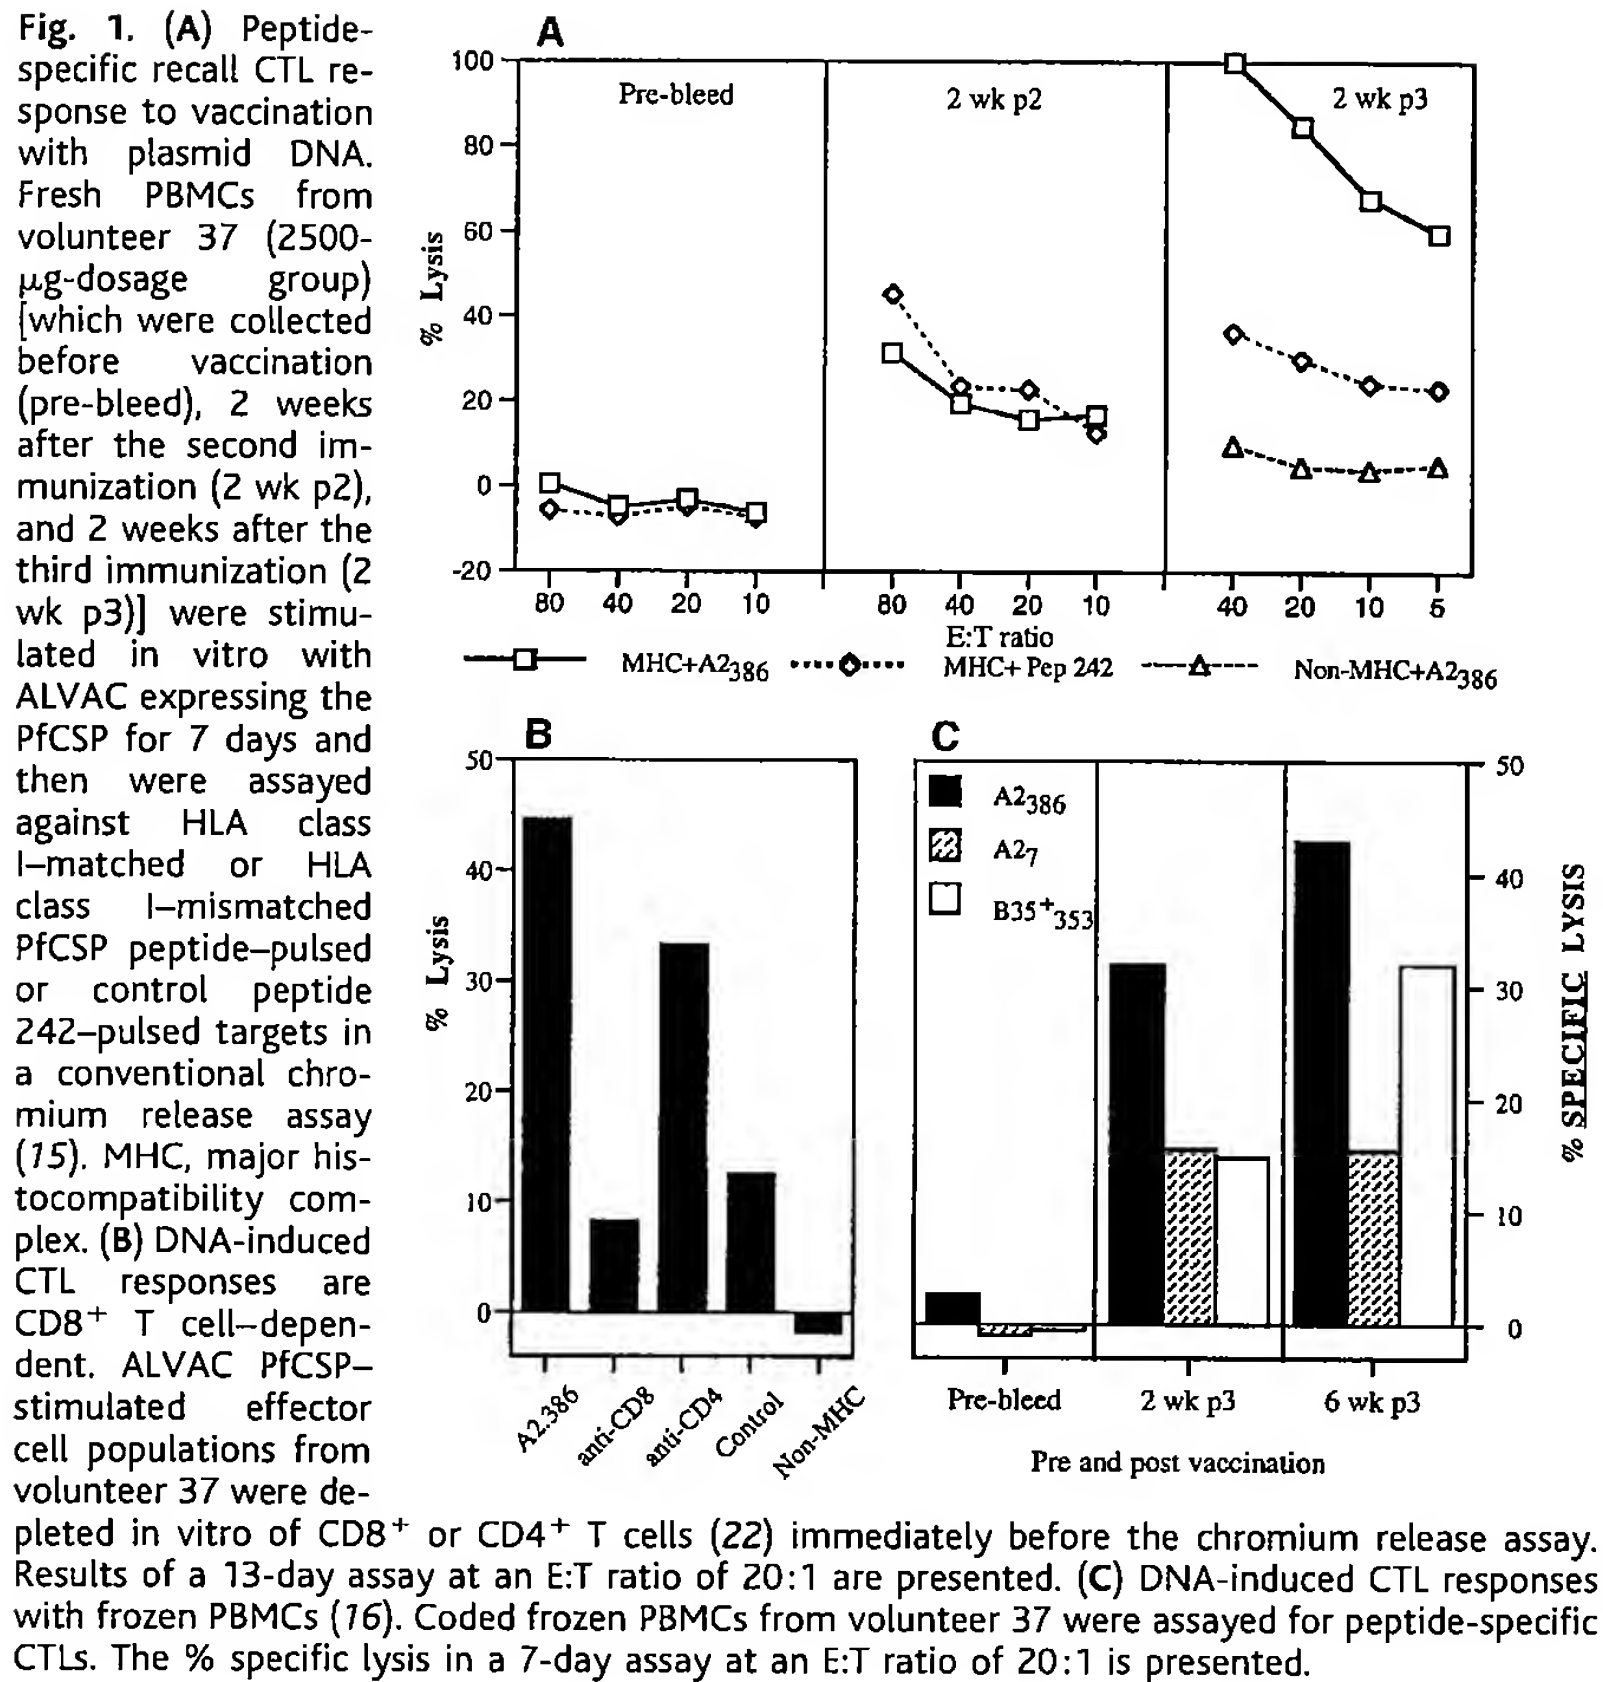 Fig. 1. (A) Peptide-
specific recall CTL re-
sponse to vaccination
with plasmid DNA.
Fresh PBMCs from
volunteer 37 (2500-
µg-dosage group)
[which were collected
before vaccination
(pre-bleed), 2 weeks
after the second im-
munization (2 wk p2),
and 2 weeks after the
third immunization (2
wk p3)] were stimu-
lated in vitro with
ALVAC expressing the
PfCSP for 7 days and
then were assayed
against HLA class
I–matched or HLA
class I–mismatched
PfCSP peptide–pulsed
or control peptide
242–pulsed targets in
a conventional chro-
mium release assay
(15). MHC, major his-
tocompatibility com-
plex. (B) DNA-induced
CTL responses are
CD8+ T cell–depen-
dent. ALVAC PfCSP–
stimulated effector
cell populations from
volunteer 37 were de-
pleted in vitro of CD8+ or CD4+ T cells (22) immediately before the chromium release assay.
Results of a 13-day assay at an E:T ratio of 20:1 are presented. (C) DNA-induced CTL responses
with frozen PBMCs (16). Coded frozen PBMCs from volunteer 37 were assayed for peptide-specific
CTLs. The % specific lysis in a 7-day assay at an E:T ratio of 20:1 is presented.
A
100
80
60
40
20
0
-20
% Lysis
Pre-bleed
2 wk p2
2 wk p3
80 40 20 10
80 40 20 10
40 20 10 5
E:T ratio
MHC+A2386
MHC+ Pep 242
Non-MHC+A2386
B
50
40
30
20
10
0
% Lysis
A2.386
anti-CD8
anti-CD4
Control
Non-MHC
C
A2386
A27
B35+353
50
40
30
20
10
0
% SPECIFIC LYSIS
Pre-bleed
2 wk p3
6 wk p3
Pre and post vaccination